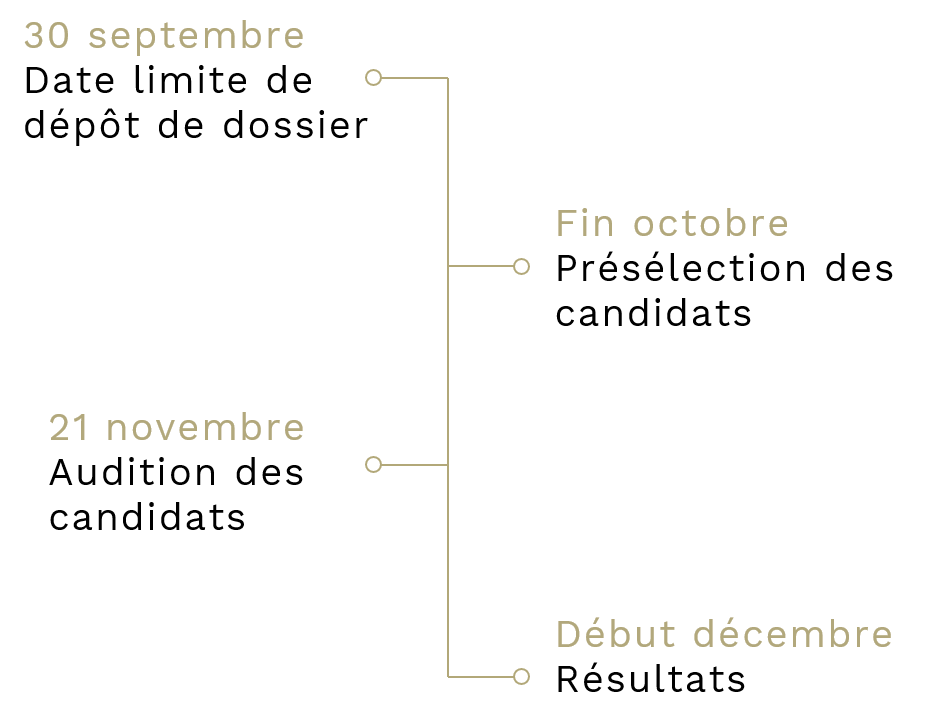 30 septembre
Date limite de
dépôt de dossier
Fin octobre
Présélection des
candidats
21 novembre
Audition des
candidats
Début décembre
Résultats